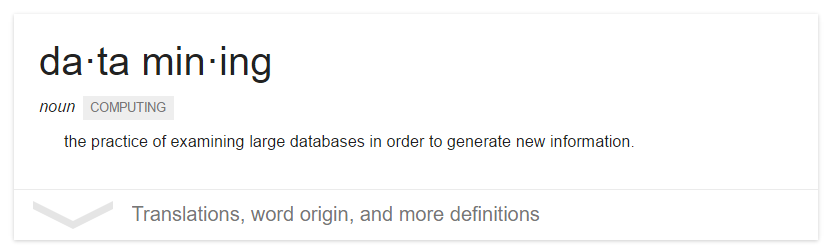 da·ta min·ing
noun COMPUTING
the practice of examining large databases in order to generate new information.
Translations, word origin, and more definitions